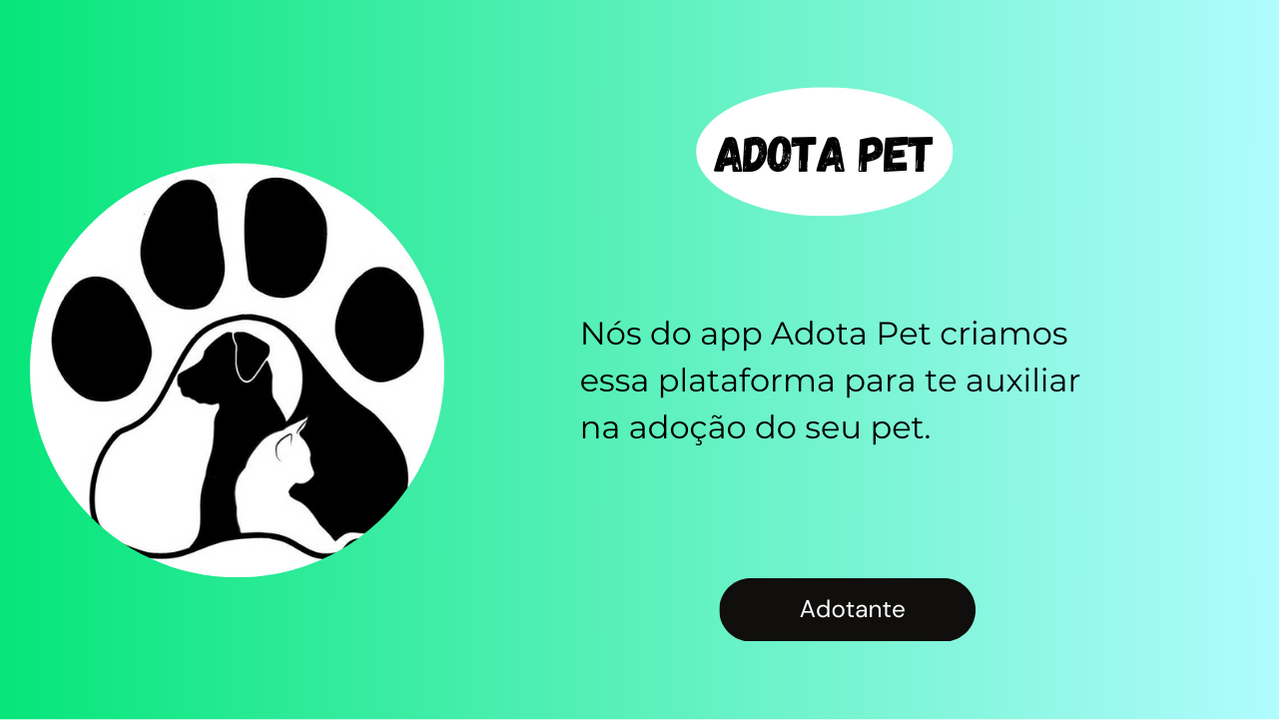 ADOTA PET
Nós do app Adota Pet criamos
essa plataforma para te auxiliar
na adoção do seu pet.
Adotante